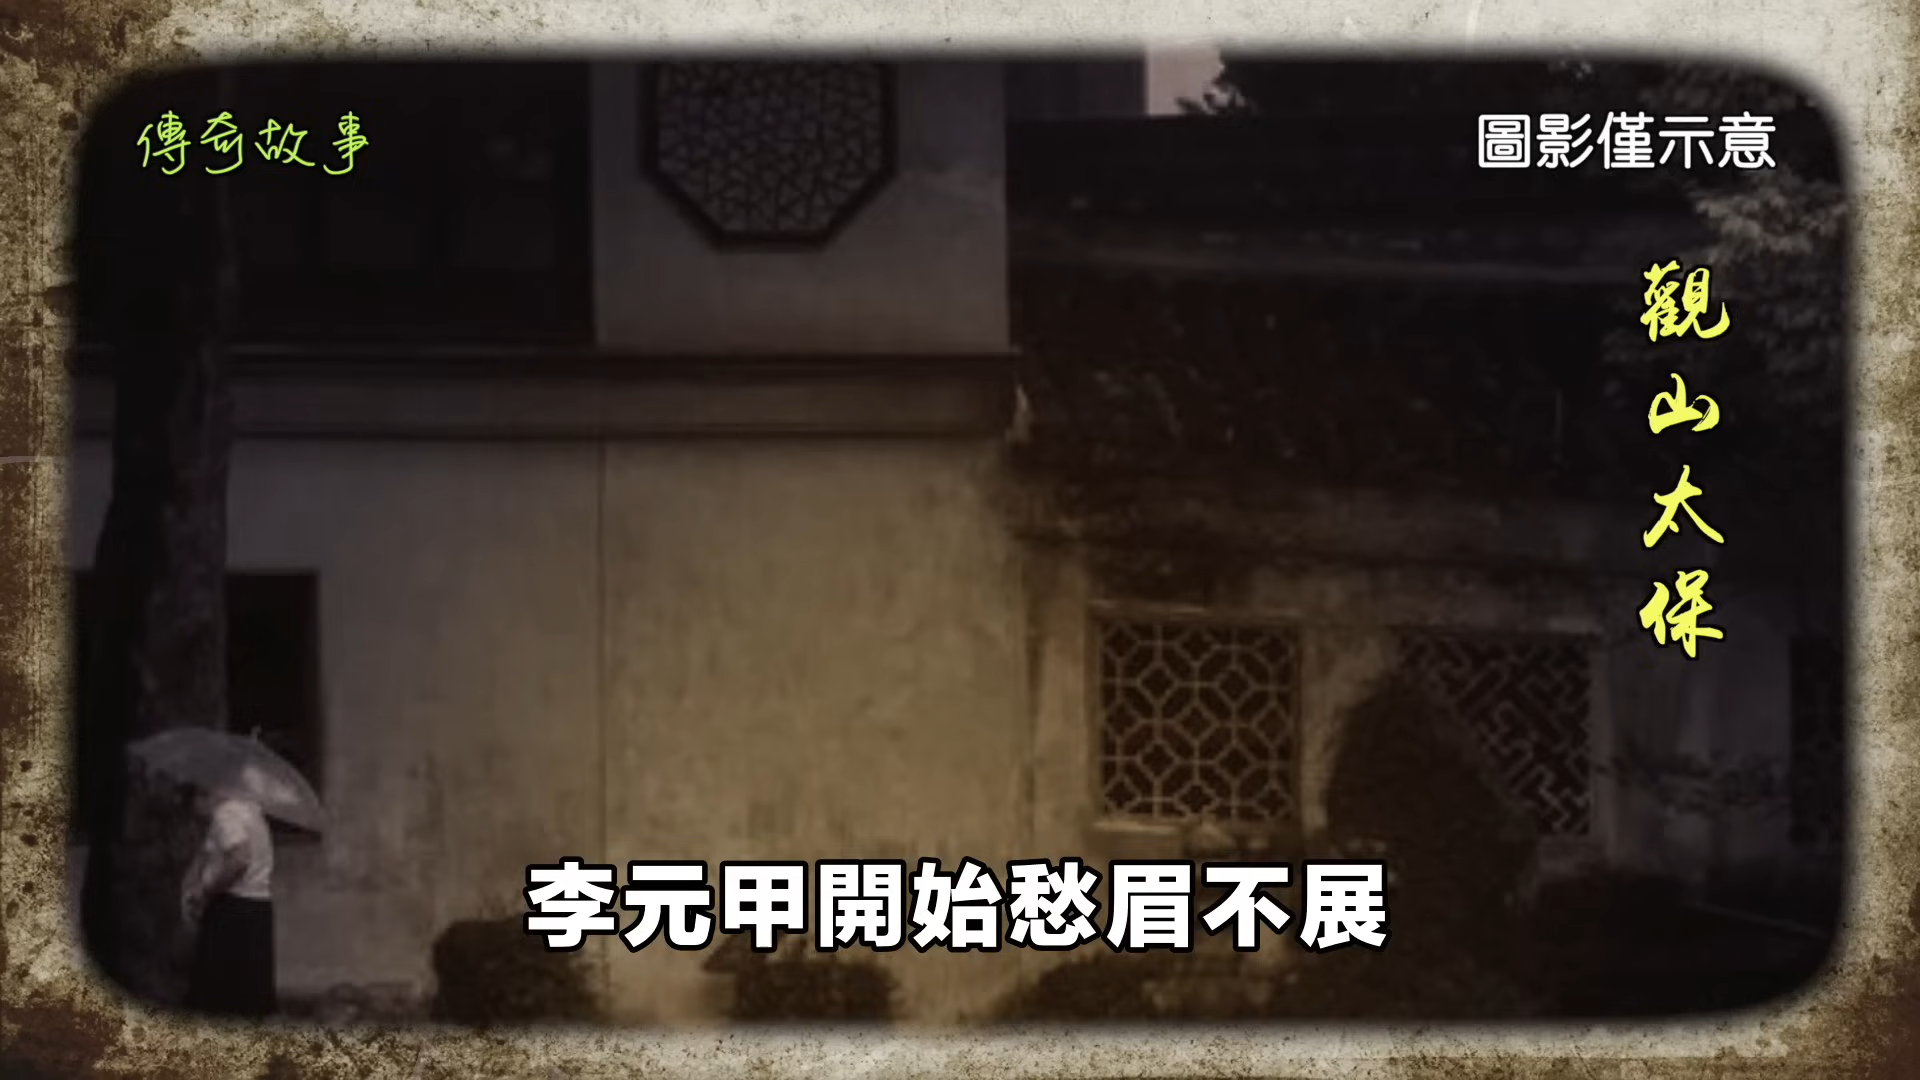 傳奇故事
圖影僅示意
觀山太保
李元甲開始愁眉不展